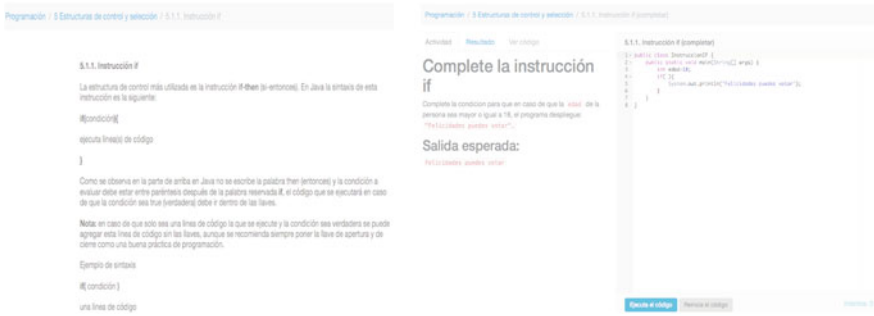 Programación / 5 Estructuras de control y selección / 5.1.1. Instrucción if
5.1.1. Instrucción if
La estructura de control más utilizada es la instrucción if-then (si-entonces). En Java la sintaxis de esta
instrucción es la siguiente:
if(condición){
ejecuta línea(s) de código
}
Como se observa en la parte de arriba en Java no se escribe la palabra then (entonces) y la condición a
evaluar debe estar entre paréntesis después de la palabra reservada if, el código que se ejecutará en caso
de que la condición sea true (verdadera) debe ir dentro de las llaves.
Nota: en caso de que solo sea una línea de código la que se ejecute y la condición sea verdadera se puede
agregar esta línea de código sin las llaves, aunque se recomienda siempre poner la llave de apertura y de
cierre como una buena práctica de programación.
Ejemplo de sintaxis
if( condición )
una línea de código
Programación / 5 Estructuras de control y selección / 5.1.1. Instrucción if (completar)
Actividad Resultado Ver código
Complete la instrucción
if
Complete la condicion para que en caso de que la edad de la
persona sea mayor o igual a 18, el programa despliegue
"Felicidades puedes votar".
Salida esperada:
Felicidades puedes votar
5.1.1. Instrucción if (completar)
1 public class InstruccionIF {
2 public static void main(String[] args) {
3 int edad=18;
4 if( ){
5 System.out.println("Felicidades puedes votar");
6 }
7 }
8 }
Ejecuta el código Reinicia el código